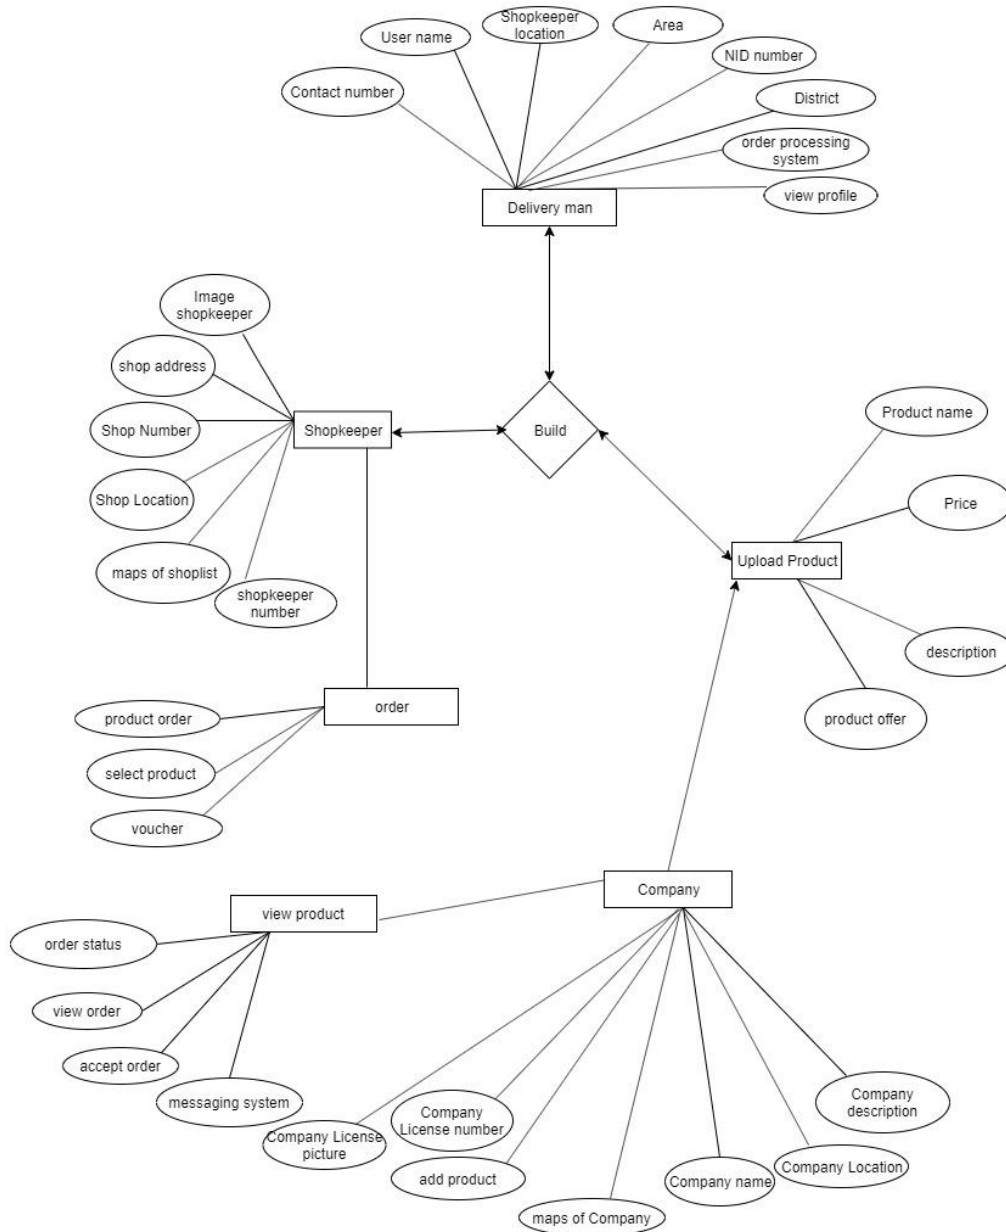 Shopkeeper
location
Area
User name
NID number
Contact number
District
order processing
system
view profile
Delivery man
Image
shopkeeper
shop address
Shop Number
Shopkeeper
Build
Product name
Shop Location
Price
maps of shoplist
Upload Product
shopkeeper
number
description
product order
order
product offer
select product
voucher
view product
Company
order status
view order
accept order
messaging system
Company License
picture
Company
License number
add product
maps of Company
Company name
Company Location
Company
description